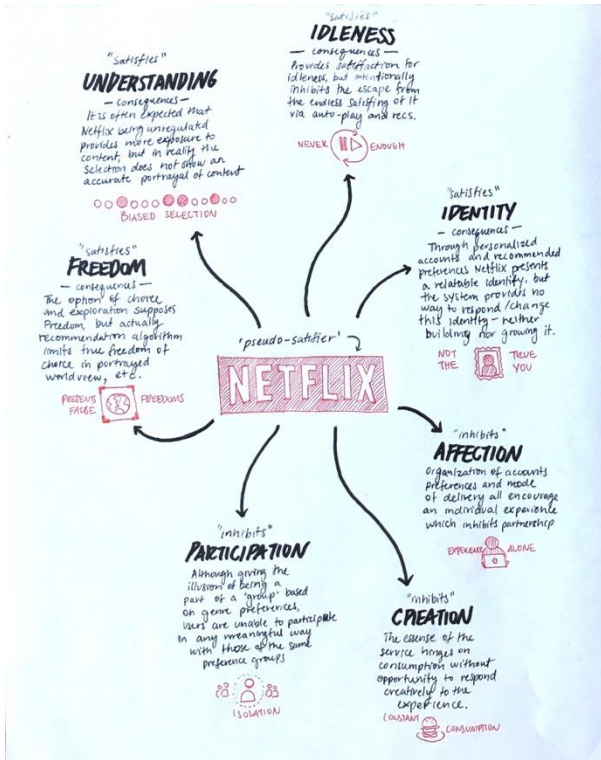 "satisfies"
IDLENESS
— consequences —
Provides satisfaction for
idleness, but intentionally
inhibits the escape from
the endless satisfing of it
via auto-play and recs.
NEVER ENOUGH
"satisfies"
UNDERSTANDING
— consequences —
It is often expected that
Netflix being unregulated
provides more exposure to
content, but in reality the
selection does not show an
accurate portrayal of content
BIASED SELECTION
"satisfies"
IDENTITY
— consequences —
Through personalized
accounts and recommended
preferences Netflix presents
a relatable identify, but
the system provides no
way to respond/change
this identity - neither
building nor growing it.
NOT TRUE
THE YOU
"satisfies"
FREEDOM
— consequences —
The option of choice
and exploration supposes
Freedom, but actually
recommendation algorithm
limits true freedom of
choice in portrayed
worldview, etc.
PRESENTS FREEDOMS
FALSE
'pseudo-satisfier'
NETFLIX
"inhibits"
AFFECTION
Organization of accounts
preferences and mode
of delivery all encourage
an individual experience
which inhibits partnership
EXPERIENCE ALONE
"inhibits"
PARTICIPATION
Although giving the
illusion of being a
part of a 'group' based
on genre preferences,
users are unable to participate
in any meaningful way
with those of the same
preference groups
ISOLATION
"inhibits"
CREATION
The essense of the
service hinges on
consumption without
opportunity to respond
creatively to the
experience.
CONSTANT
CONSUMPTION